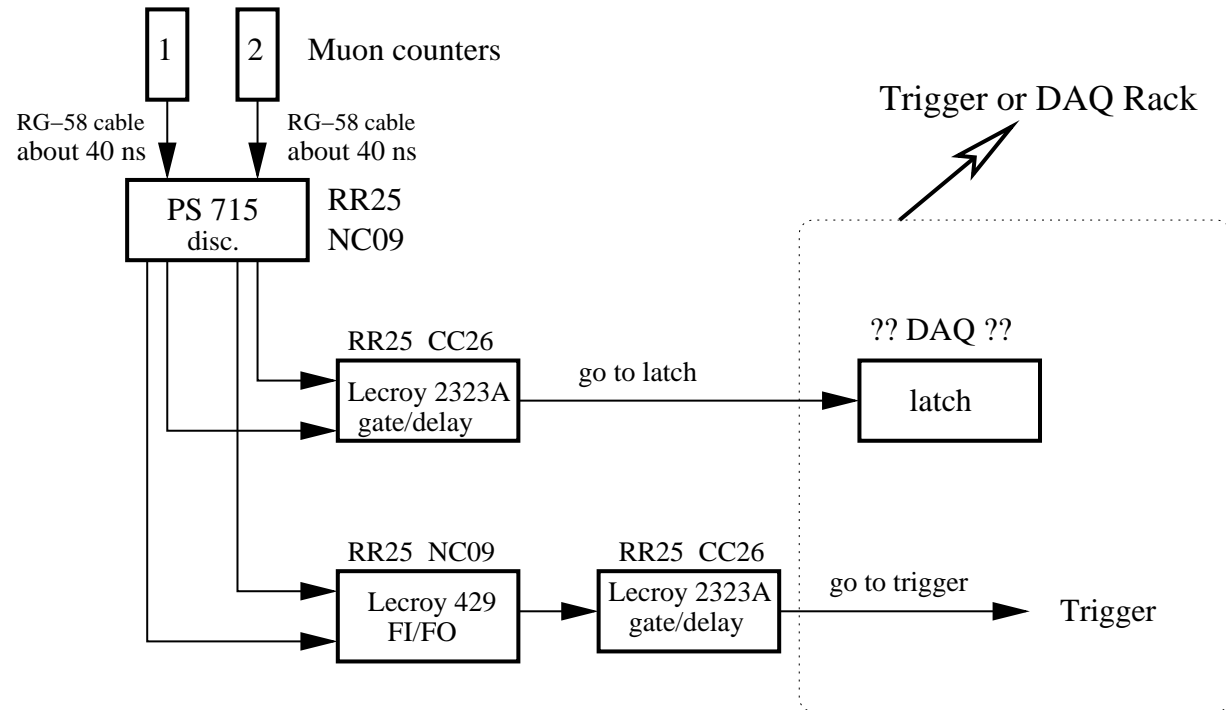 1
2
Muon counters
Trigger or DAQ Rack
RG−58 cable
about 40 ns
RG−58 cable
about 40 ns
PS 715
disc.
RR25
NC09
RR25 CC26
Lecroy 2323A
gate/delay
go to latch
?? DAQ ??
latch
RR25 NC09
Lecroy 429
FI/FO
RR25 CC26
Lecroy 2323A
gate/delay
go to trigger
Trigger